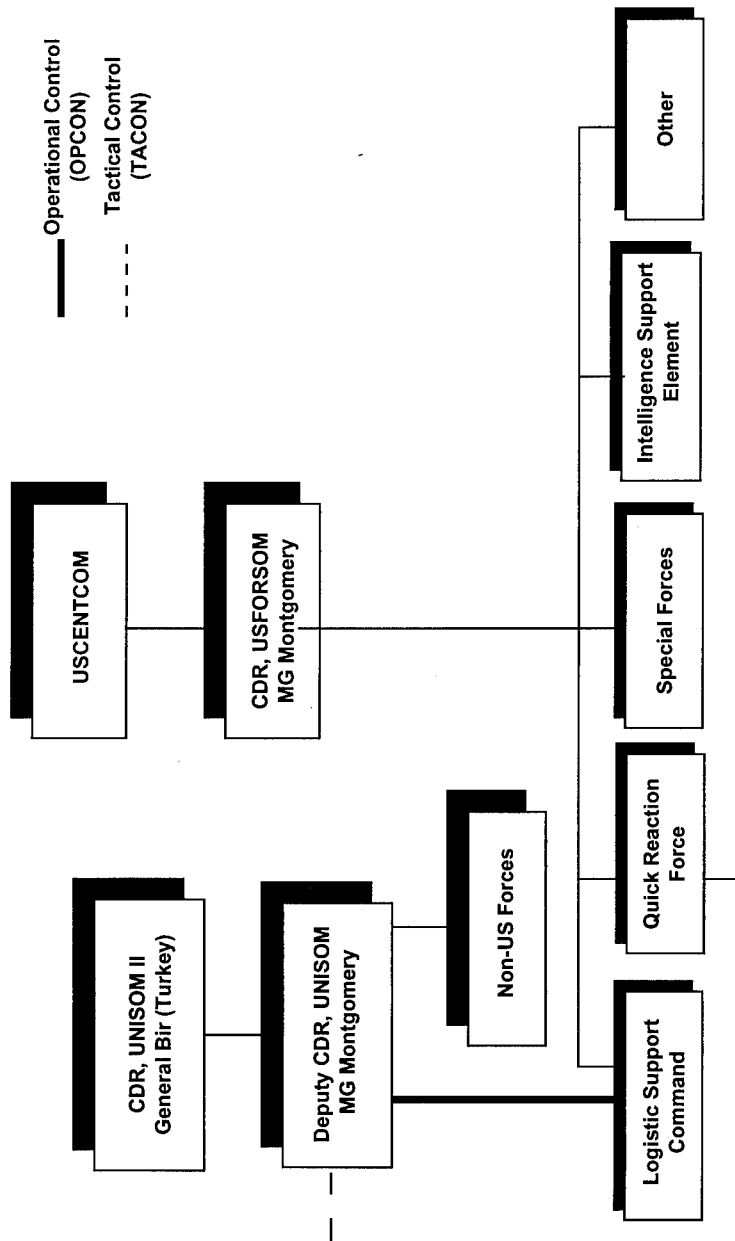 Operational Control
(OPCON)
Tactical Control
(TACON)
USCENTCOM
CDR, USFORSOM
MG Montgomery
CDR, UNISOM II
General Bir (Turkey)
Deputy CDR, UNISOM
MG Montgomery
Non-US Forces
Logistic Support
Command
Quick Reaction
Force
Special Forces
Intelligence Support
Element
Other